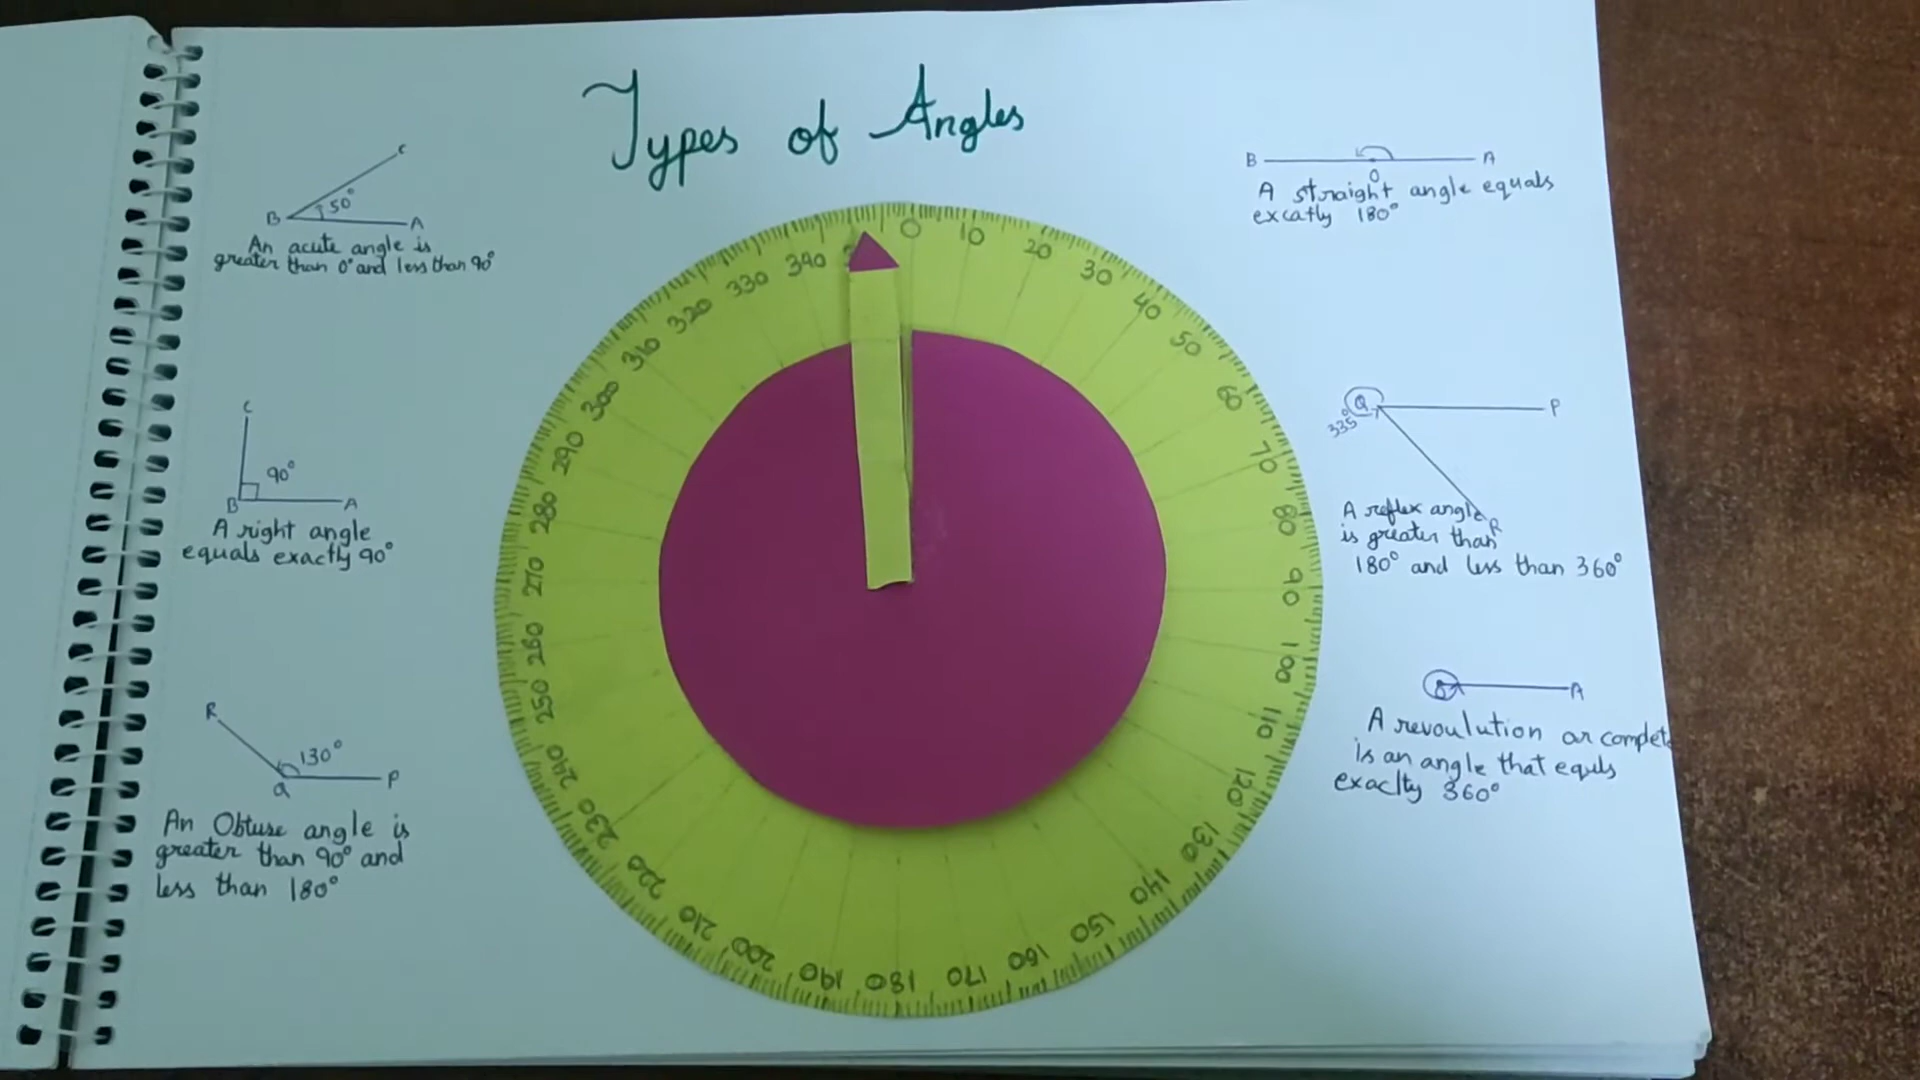 Types of Angles
C
50°
B
A
An acute angle is
greater than 0° and less than 90°
C
90°
B
A
A right angle
equals exactly 90°
R
130°
Q
P
An Obtuse angle is
greater than 90° and
less than 180°
0
10
20
30
40
50
60
70
80
90
100
110
120
130
140
150
160
170
180
190
200
210
220
230
240
250
260
270
280
290
300
310
320
330
340
B
A
O
A straight angle equals
excatly 180°
Q
P
335°
R
A reflex angle
is greater than
180° and less than 360°
A
A revoulution or complete
is an angle that equls
exaclty 360°